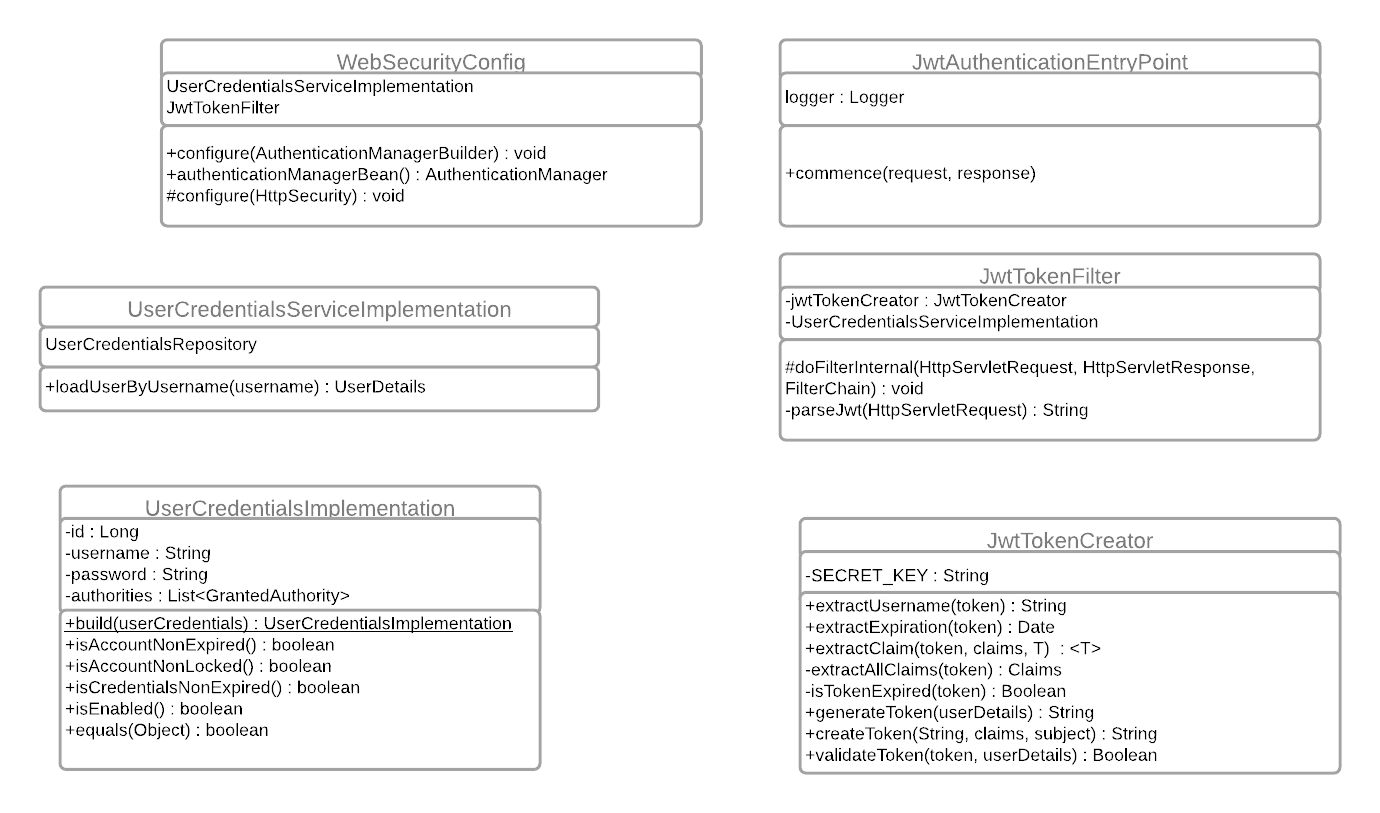 WebSecurityConfig
UserCredentialsServiceImplementation
JwtTokenFilter
+configure(AuthenticationManagerBuilder) : void
+authenticationManagerBean() : AuthenticationManager
#configure(HttpSecurity) : void
JwtAuthenticationEntryPoint
logger : Logger
+commence(request, response)
UserCredentialsServiceImplementation
UserCredentialsRepository
+loadUserByUsername(username) : UserDetails
JwtTokenFilter
-jwtTokenCreator : JwtTokenCreator
-UserCredentialsServiceImplementation
#doFilterInternal(HttpServletRequest, HttpServletResponse,
FilterChain) : void
-parseJwt(HttpServletRequest) : String
UserCredentialsImplementation
-id : Long
-username : String
-password : String
-authorities : List<GrantedAuthority>
+build(userCredentials) : UserCredentialsImplementation
+isAccountNonExpired() : boolean
+isAccountNonLocked() : boolean
+isCredentialsNonExpired() : boolean
+isEnabled() : boolean
+equals(Object) : boolean
JwtTokenCreator
-SECRET_KEY : String
+extractUsername(token) : String
+extractExpiration(token) : Date
+extractClaim(token, claims, T)  : <T>
-extractAllClaims(token) : Claims
-isTokenExpired(token) : Boolean
+generateToken(userDetails) : String
+createToken(String, claims, subject) : String
+validateToken(token, userDetails) : Boolean